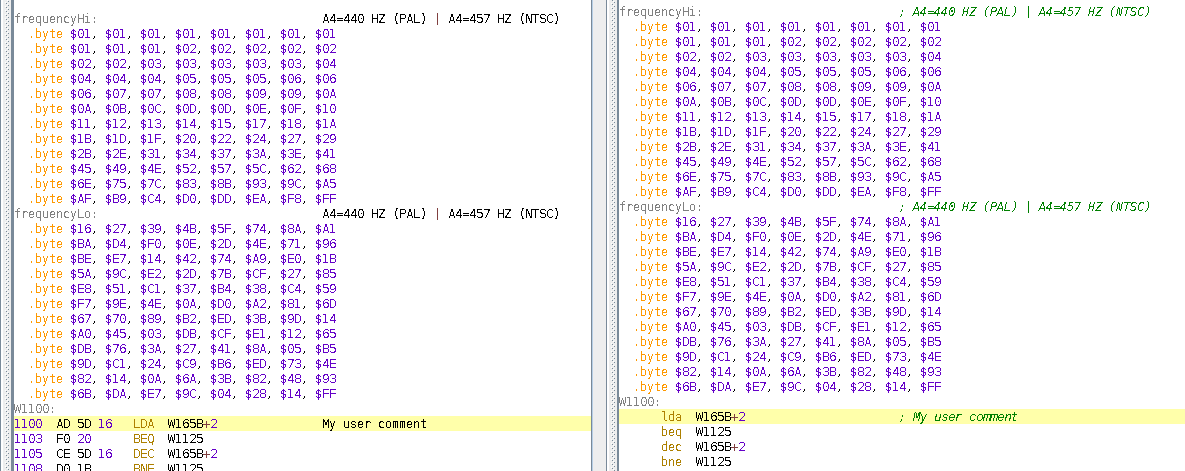 frequencyHi: A4=440 HZ (PAL) | A4=457 HZ (NTSC)
.byte $01, $01, $01, $01, $01, $01, $01, $01
.byte $01, $01, $01, $02, $02, $02, $02, $02
.byte $02, $02, $03, $03, $03, $03, $03, $04
.byte $04, $04, $04, $05, $05, $05, $06, $06
.byte $06, $07, $07, $08, $08, $09, $09, $0A
.byte $0A, $0B, $0C, $0D, $0D, $0E, $0F, $10
.byte $11, $12, $13, $14, $15, $17, $18, $1A
.byte $1B, $1D, $1F, $20, $22, $24, $27, $29
.byte $2B, $2E, $31, $34, $37, $3A, $3E, $41
.byte $45, $49, $4E, $52, $57, $5C, $62, $68
.byte $6E, $75, $7C, $83, $8B, $93, $9C, $A5
.byte $AF, $B9, $C4, $D0, $DD, $EA, $F8, $FF
frequencyLo: A4=440 HZ (PAL) | A4=457 HZ (NTSC)
.byte $16, $27, $39, $4B, $5F, $74, $8A, $A1
.byte $BA, $D4, $F0, $0E, $2D, $4E, $71, $96
.byte $BE, $E7, $14, $42, $74, $A9, $E0, $1B
.byte $5A, $9C, $E2, $2D, $7B, $CF, $27, $85
.byte $E8, $51, $C1, $37, $B4, $38, $C4, $59
.byte $F7, $9E, $4E, $0A, $D0, $A2, $81, $6D
.byte $67, $70, $89, $B2, $ED, $3B, $9D, $14
.byte $A0, $45, $03, $DB, $CF, $E1, $12, $65
.byte $DB, $76, $3A, $27, $41, $8A, $05, $B5
.byte $9D, $C1, $24, $C9, $B6, $ED, $73, $4E
.byte $82, $14, $0A, $6A, $3B, $82, $48, $93
.byte $6B, $DA, $E7, $9C, $04, $28, $14, $FF
W1100:
1100 AD 5D 16 LDA W165B+2 My user comment
1103 F0 20 BEQ W1125
1105 CE 5D 16 DEC W165B+2
1108 D0 1B BNE W1125
frequencyHi: ; A4=440 HZ (PAL) | A4=457 HZ (NTSC)
.byte $01, $01, $01, $01, $01, $01, $01, $01
.byte $01, $01, $01, $02, $02, $02, $02, $02
.byte $02, $02, $03, $03, $03, $03, $03, $04
.byte $04, $04, $04, $05, $05, $05, $06, $06
.byte $06, $07, $07, $08, $08, $09, $09, $0A
.byte $0A, $0B, $0C, $0D, $0D, $0E, $0F, $10
.byte $11, $12, $13, $14, $15, $17, $18, $1A
.byte $1B, $1D, $1F, $20, $22, $24, $27, $29
.byte $2B, $2E, $31, $34, $37, $3A, $3E, $41
.byte $45, $49, $4E, $52, $57, $5C, $62, $68
.byte $6E, $75, $7C, $83, $8B, $93, $9C, $A5
.byte $AF, $B9, $C4, $D0, $DD, $EA, $F8, $FF
frequencyLo: ; A4=440 HZ (PAL) | A4=457 HZ (NTSC)
.byte $16, $27, $39, $4B, $5F, $74, $8A, $A1
.byte $BA, $D4, $F0, $0E, $2D, $4E, $71, $96
.byte $BE, $E7, $14, $42, $74, $A9, $E0, $1B
.byte $5A, $9C, $E2, $2D, $7B, $CF, $27, $85
.byte $E8, $51, $C1, $37, $B4, $38, $C4, $59
.byte $F7, $9E, $4E, $0A, $D0, $A2, $81, $6D
.byte $67, $70, $89, $B2, $ED, $3B, $9D, $14
.byte $A0, $45, $03, $DB, $CF, $E1, $12, $65
.byte $DB, $76, $3A, $27, $41, $8A, $05, $B5
.byte $9D, $C1, $24, $C9, $B6, $ED, $73, $4E
.byte $82, $14, $0A, $6A, $3B, $82, $48, $93
.byte $6B, $DA, $E7, $9C, $04, $28, $14, $FF
W1100:
lda W165B+2 ; My user comment
beq W1125
dec W165B+2
bne W1125